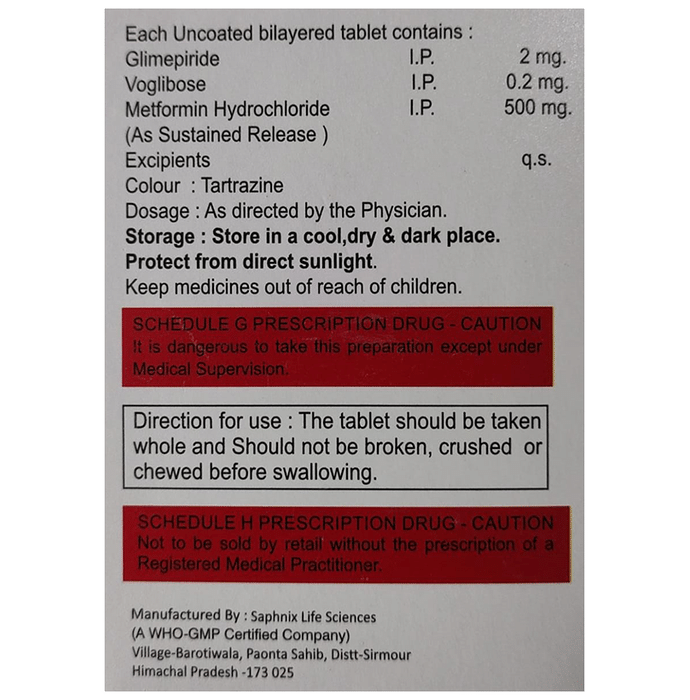 Each Uncoated bilayered tablet contains :
Glimepiride I.P. 2 mg.
Voglibose I.P. 0.2 mg.
Metformin Hydrochloride I.P. 500 mg.
(As Sustained Release )
Excipients q.s.
Colour : Tartrazine
Dosage : As directed by the Physician.
Storage : Store in a cool,dry & dark place.
Protect from direct sunlight.
Keep medicines out of reach of children.
SCHEDULE G PRESCRIPTION DRUG - CAUTION
It is dangerous to take this preparation except under
Medical Supervision.
Direction for use : The tablet should be taken
whole and Should not be broken, crushed or
chewed before swallowing.
SCHEDULE H PRESCRIPTION DRUG - CAUTION
Not to be sold by retail without the prescription of a
Registered Medical Practitioner.
Manufactured By : Saphnix Life Sciences
(A WHO-GMP Certified Company)
Village-Barotiwala, Paonta Sahib, Distt-Sirmour
Himachal Pradesh -173 025